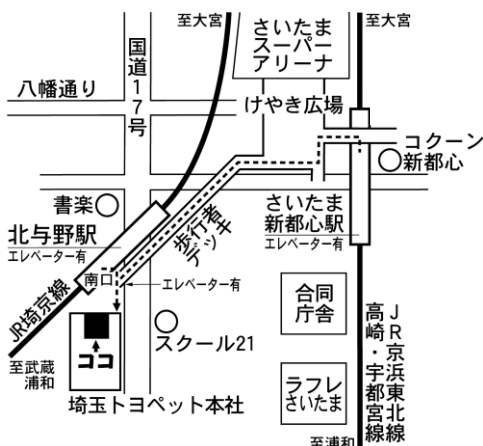 至大宮
至大宮
さいたま
スーパー
アリーナ
国道17号
八幡通り
けやき広場
コクーン
新都心
書楽
さいたま
新都心駅
エレベーター有
北与野駅
エレベーター有
歩行者
デッキ
南口
エレベーター有
JR埼京線
合同
庁舎
JR京浜東北線
高崎・宇都宮線
スクール21
ココ
至武蔵
浦和
ラフレ
さいたま
埼玉トヨペット本社
至浦和